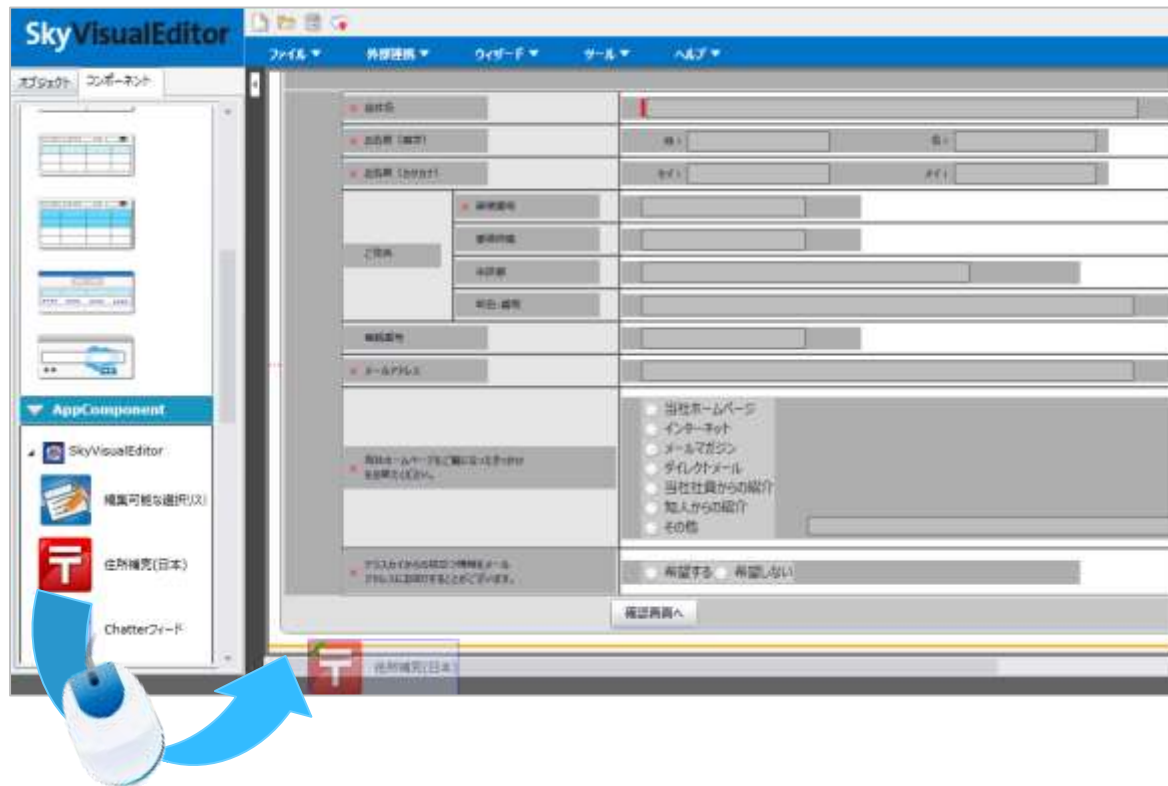 SkyVisualEditor
ファイル▼ 外部連携▼ ウィザード▼ ツール▼ ヘルプ▼
オブジェクト コンポーネント
AppComponent
SkyVisualEditor
編集可能な選択リス
住所補完(日本)
Chatterフィード
会社名
お名前（漢字） 姓： 名：
お名前（カタカナ） セイ： メイ：
ご住所
郵便番号
都道府県
市区郡
町名・番地
電話番号
メールアドレス
当社ホームページ
インターネット
メールマガジン
ダイレクトメール
当社社員からの紹介
知人からの紹介
その他
希望する 希望しない
確認画面へ
住所補完(日本)